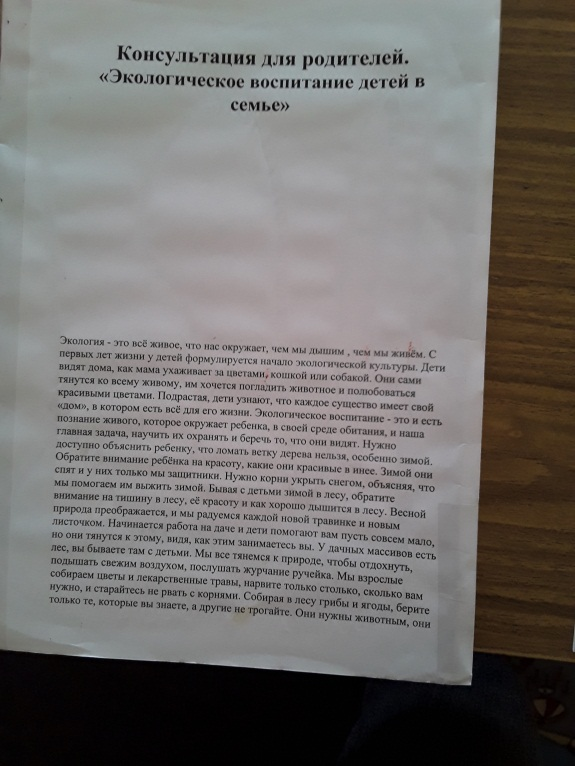 Консультация для родителей.
«Экологическое воспитание детей в
семье»
Экология - это всё живое, что нас окружает, чем мы дышим , чем мы живём. С
первых лет жизни у детей формулируется начало экологической культуры. Дети
видят дома, как мама ухаживает за цветами, кошкой или собакой. Они сами
тянутся ко всему живому, им хочется погладить животное и полюбоваться
красивыми цветами. Подрастая, дети узнают, что каждое существо имеет свой
«дом», в котором есть всё для его жизни. Экологическое воспитание - это и есть
познание живого, которое окружает ребенка, в своей среде обитания, и наша
главная задача, научить их охранять и беречь то, что они видят. Нужно
доступно объяснить ребенку, что ломать ветку дерева нельзя, особенно зимой.
Обратите внимание ребёнка на красоту, какие они красивые в инее. Зимой они
спят и у них только мы защитники. Нужно корни укрыть снегом, объясняя, что
мы помогаем им выжить зимой. Бывая с детьми зимой в лесу, обратите
внимание на тишину в лесу, её красоту и как хорошо дышится в лесу. Весной
природа преображается, и мы радуемся каждой новой травинке и новым
листочком. Начинается работа на даче и дети помогают вам пусть совсем мало,
но они тянутся к этому, видя, как этим занимаетесь вы. У дачных массивов есть
лес, вы бываете там с детьми. Мы все тянемся к природе, чтобы отдохнуть,
подышать свежим воздухом, послушать журчание ручейка. Мы взрослые
собираем цветы и лекарственные травы, нарвите только столько, сколько вам
нужно, и старайтесь не рвать с корнями. Собирая в лесу грибы и ягоды, берите
только те, которые вы знаете, а другие не трогайте. Они нужны животным, они